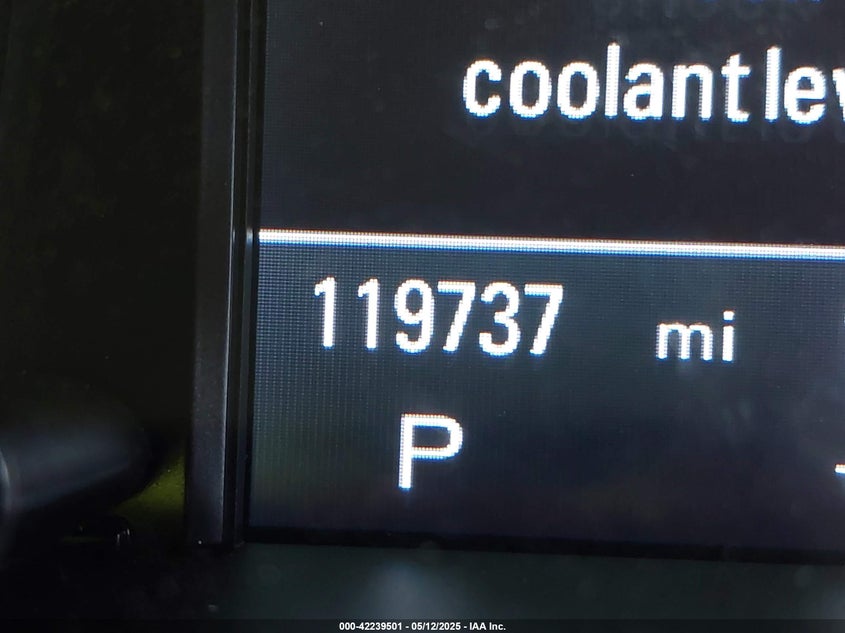 coolant lev
119737 mi
P
000-42239501 - 05/12/2025 - IAA Inc.